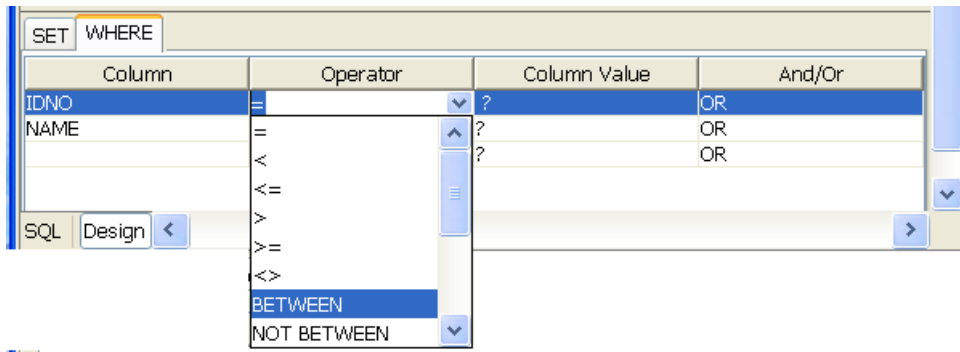 SET WHERE
Column Operator Column Value And/Or
IDNO = ? OR
NAME = ? OR
< ? OR
<=
>
SQL Design >=
<>
BETWEEN
NOT BETWEEN